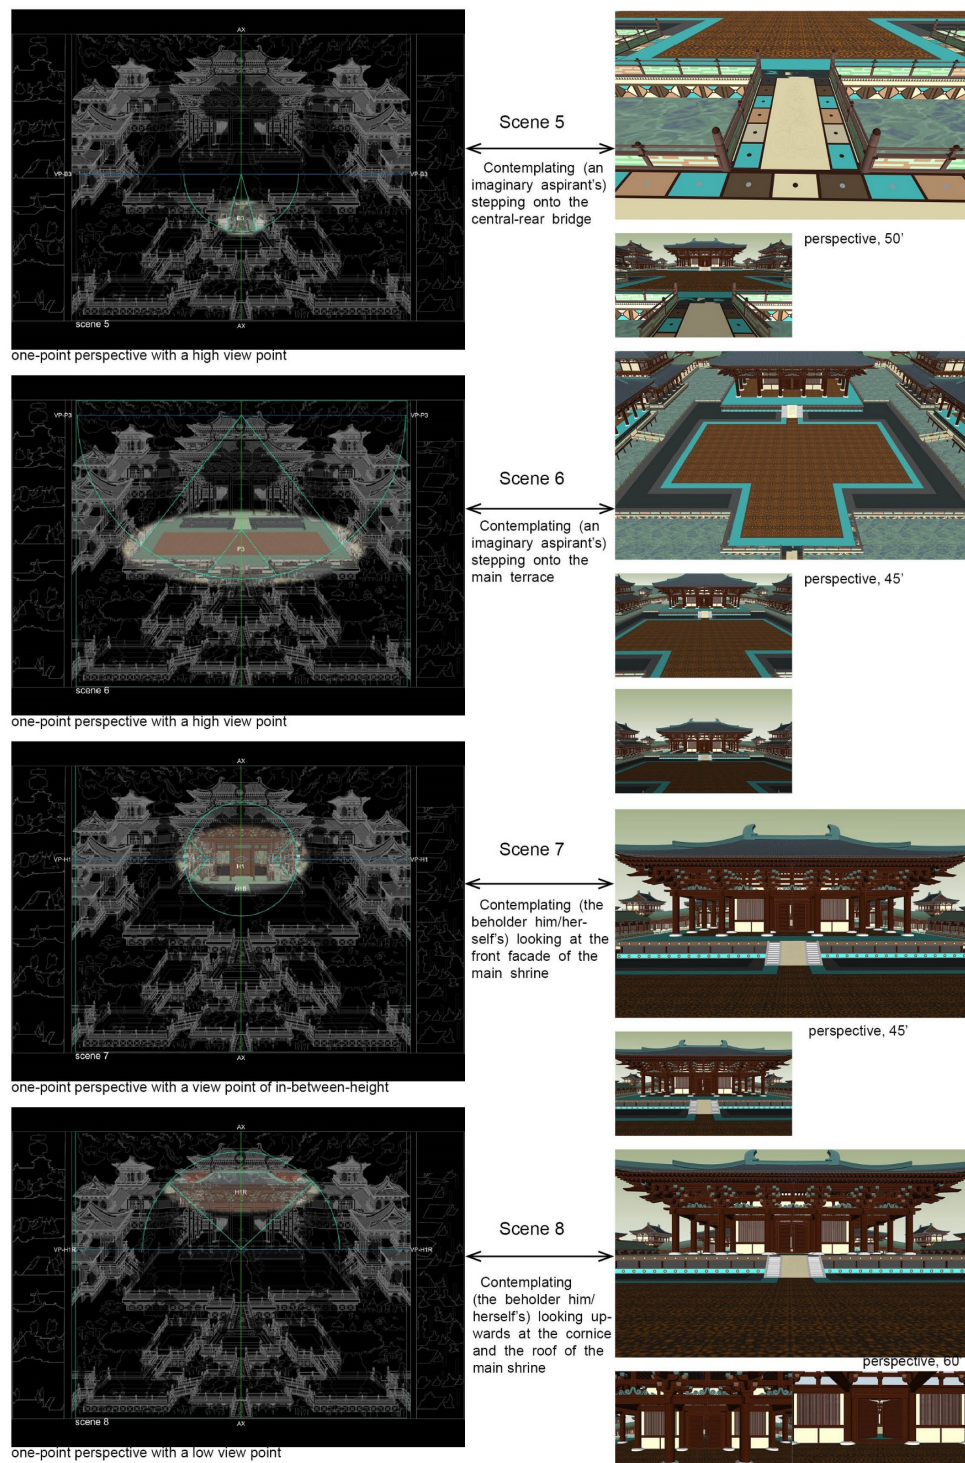 AX
VP-B3
VP-B3
B3
scene 5
AX
one-point perspective with a high view point
Scene 5
Contemplating (an
imaginary aspirant's)
stepping onto the
central-rear bridge
perspective, 50'
VP-P3
VP-P3
P3
scene 6
one-point perspective with a high view point
Scene 6
Contemplating (an
imaginary aspirant's)
stepping onto the
main terrace
perspective, 45'
AX
VP-H1
VP-H1
H1
H1B
scene 7
AX
one-point perspective with a view point of in-between-height
Scene 7
Contemplating (the
beholder him/her-
self's) looking at the
front facade of the
main shrine
perspective, 45'
AX
H1R
VP-H1R
VP-H1R
scene 8
AX
one-point perspective with a low view point
Scene 8
Contemplating
(the beholder him/
herself's) looking up-
wards at the cornice
and the roof of the
main shrine
perspective, 60'